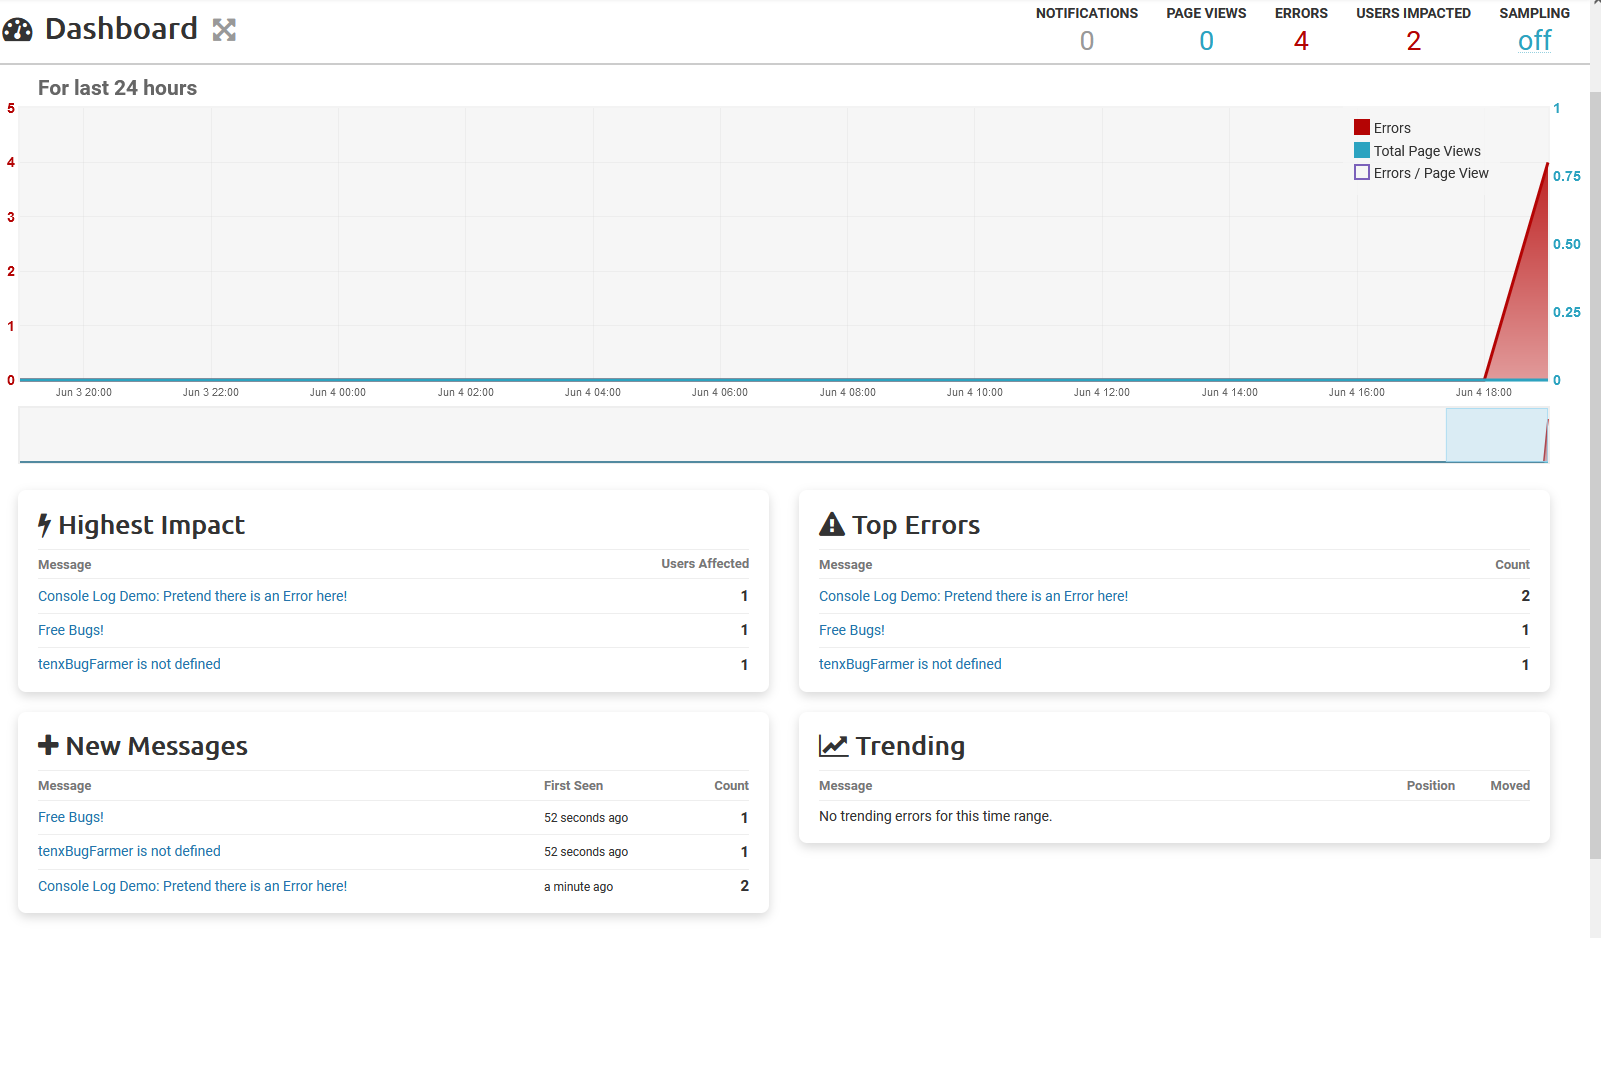 Dashboard
NOTIFICATIONS PAGE VIEWS ERRORS USERS IMPACTED SAMPLING
0 0 4 2 off
For last 24 hours
5 1
4 0.75
3 0.50
2 0.25
1
0 0
Errors
Total Page Views
Errors / Page View
Jun 3 20:00 Jun 3 22:00 Jun 4 00:00 Jun 4 02:00 Jun 4 04:00 Jun 4 06:00 Jun 4 08:00 Jun 4 10:00 Jun 4 12:00 Jun 4 14:00 Jun 4 16:00 Jun 4 18:00
Highest Impact
Message Users Affected
Console Log Demo: Pretend there is an Error here! 1
Free Bugs! 1
tenxBugFarmer is not defined 1
Top Errors
Message Count
Console Log Demo: Pretend there is an Error here! 2
Free Bugs! 1
tenxBugFarmer is not defined 1
New Messages
Message First Seen Count
Free Bugs! 52 seconds ago 1
tenxBugFarmer is not defined 52 seconds ago 1
Console Log Demo: Pretend there is an Error here! a minute ago 2
Trending
Message Position Moved
No trending errors for this time range.